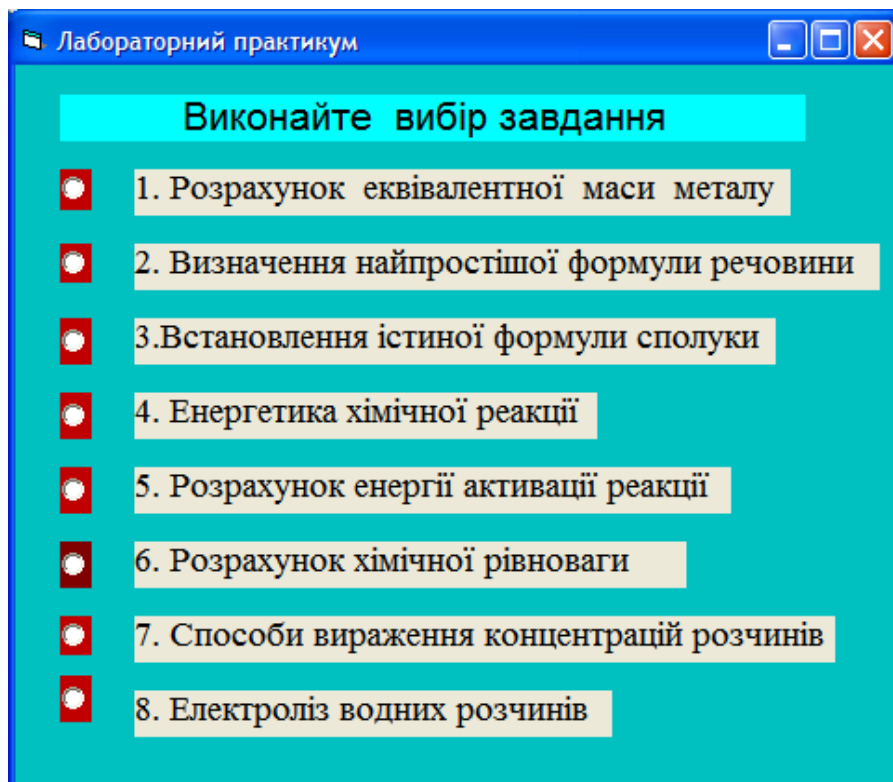 Лабораторний практикум
Виконайте вибір завдання
1. Розрахунок еквівалентної маси металу
2. Визначення найпростішої формули речовини
3.Встановлення істиної формули сполуки
4. Енергетика хімічної реакції
5. Розрахунок енергії активації реакції
6. Розрахунок хімічної рівноваги
7. Способи вираження концентрацій розчинів
8. Електроліз водних розчинів